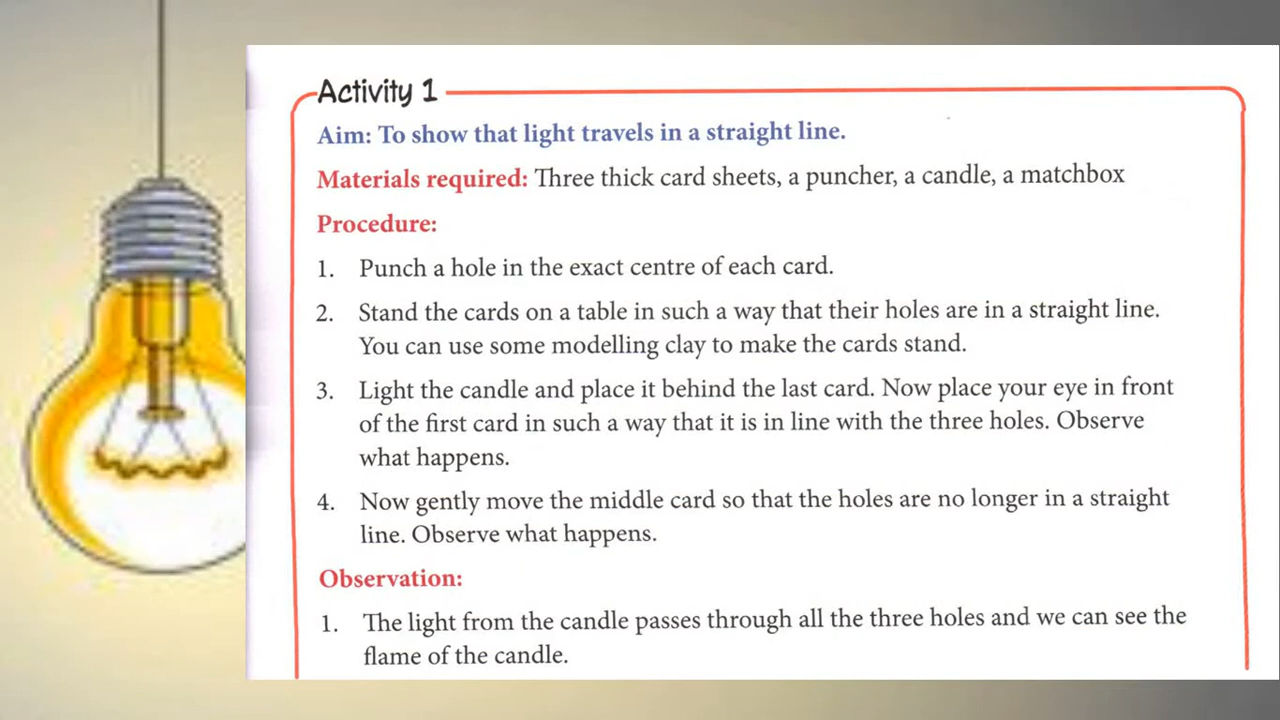 Activity 1
Aim: To show that light travels in a straight line.
Materials required: Three thick card sheets, a puncher, a candle, a matchbox
Procedure:
1. Punch a hole in the exact centre of each card.
2. Stand the cards on a table in such a way that their holes are in a straight line.
You can use some modelling clay to make the cards stand.
3. Light the candle and place it behind the last card. Now place your eye in front
of the first card in such a way that it is in line with the three holes. Observe
what happens.
4. Now gently move the middle card so that the holes are no longer in a straight
line. Observe what happens.
Observation:
1. The light from the candle passes through all the three holes and we can see the
flame of the candle.